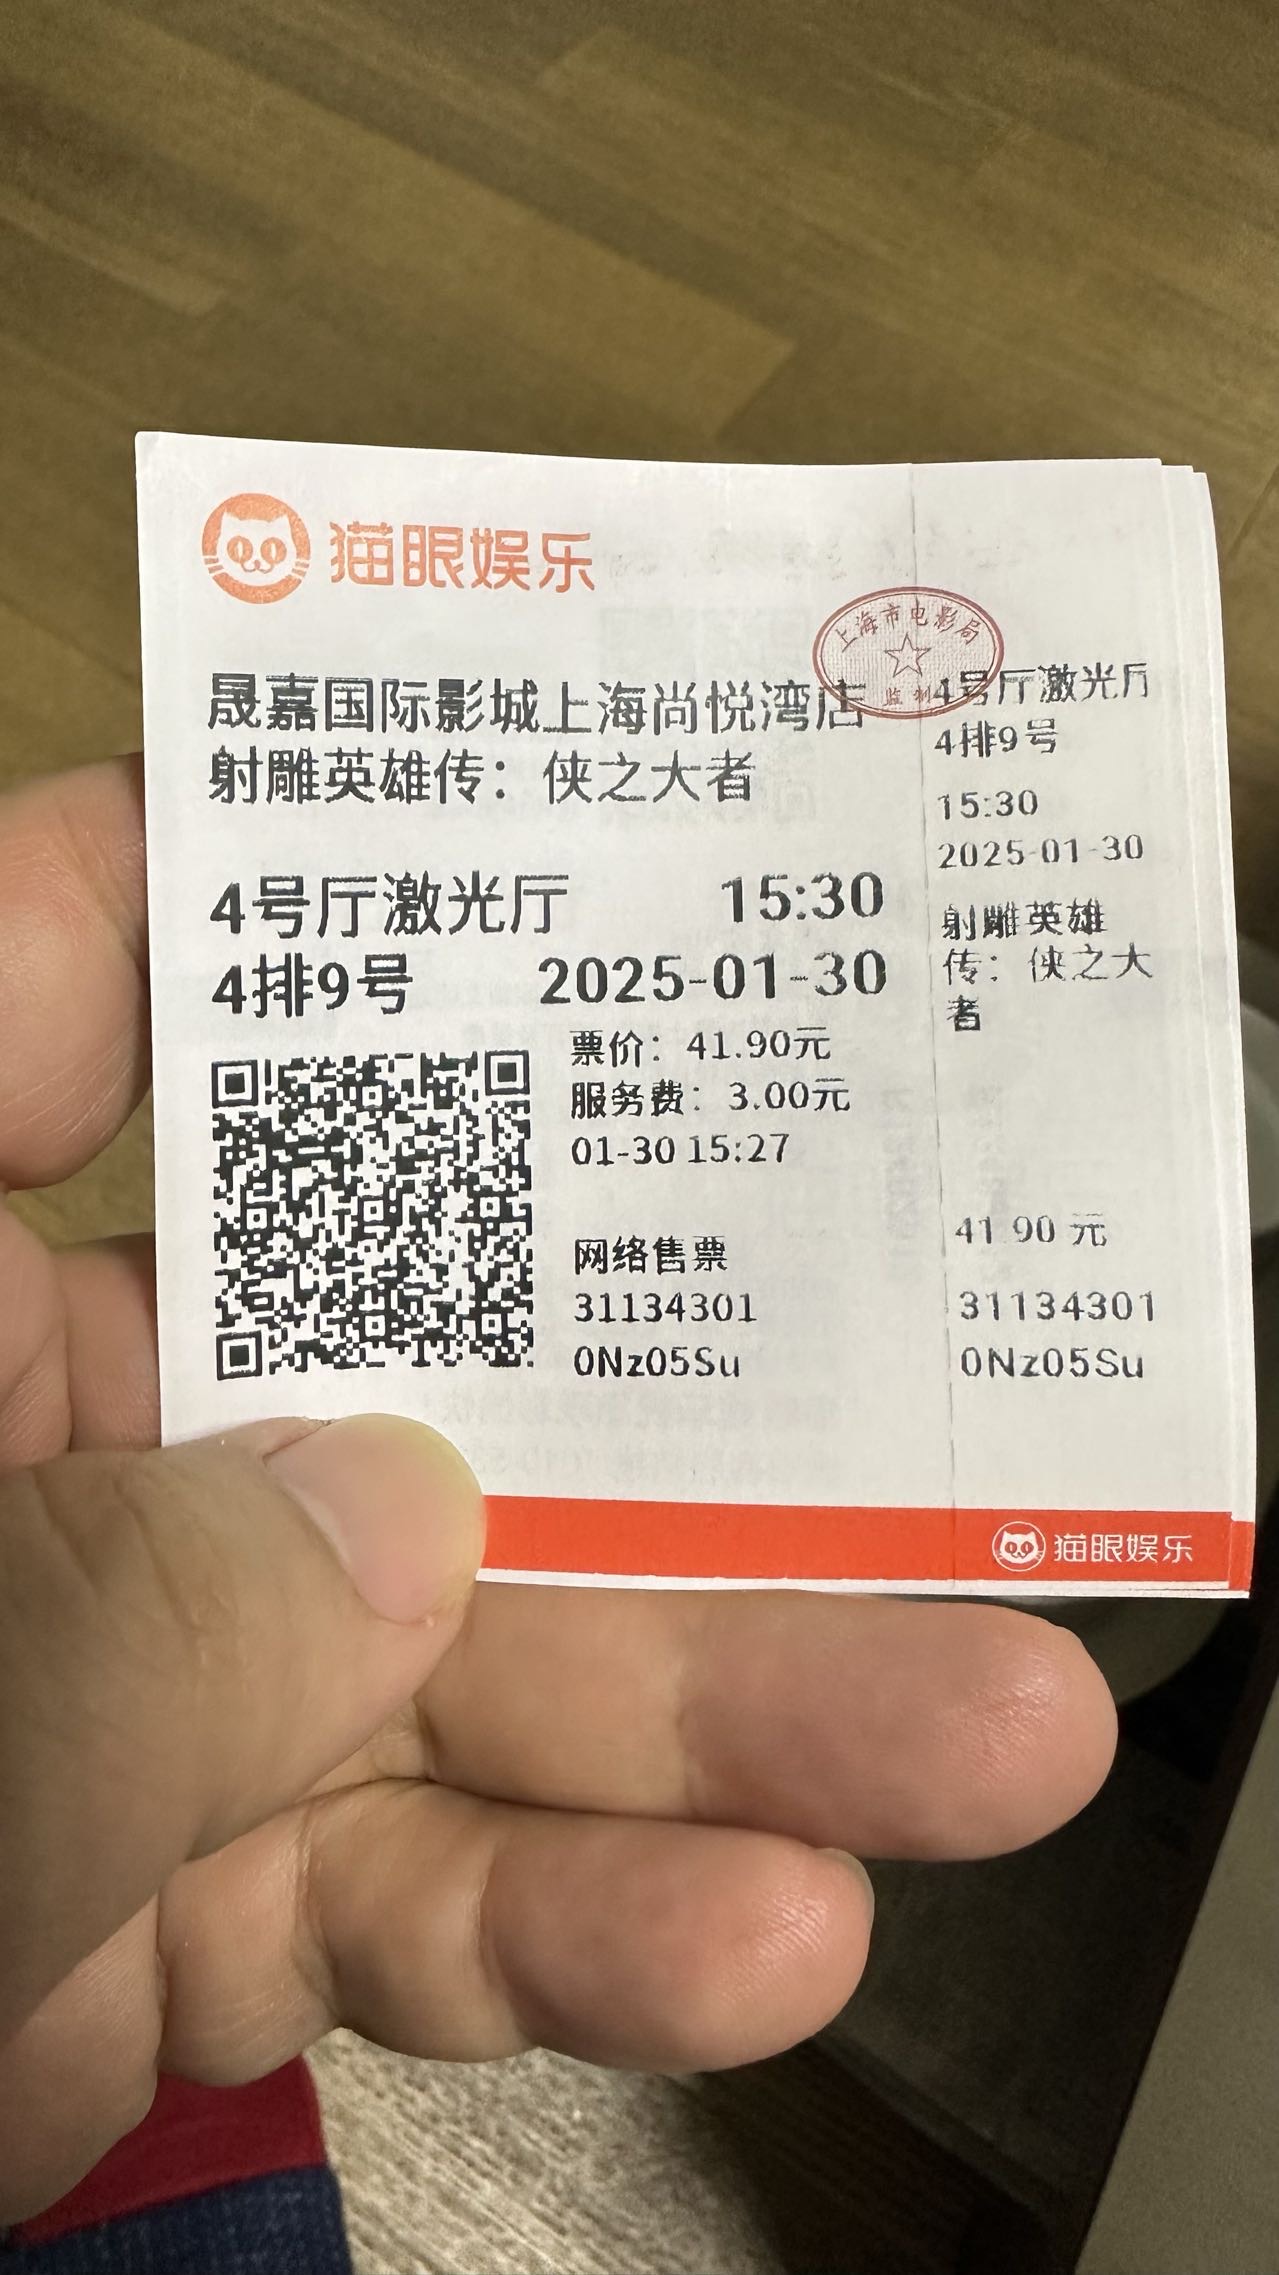 猫眼娱乐
上海市电影局
监制
晟嘉国际影城上海尚悦湾店
射雕英雄传：侠之大者
4号厅激光厅 15:30
4排9号 2025-01-30
票价：41.90元
服务费：3.00元
01-30 15:27
网络售票
31134301
0Nz05Su
4号厅激光厅
4排9号
15:30
2025-01-30
射雕英雄
传：侠之大
者
41.90 元
31134301
0Nz05Su
猫眼娱乐